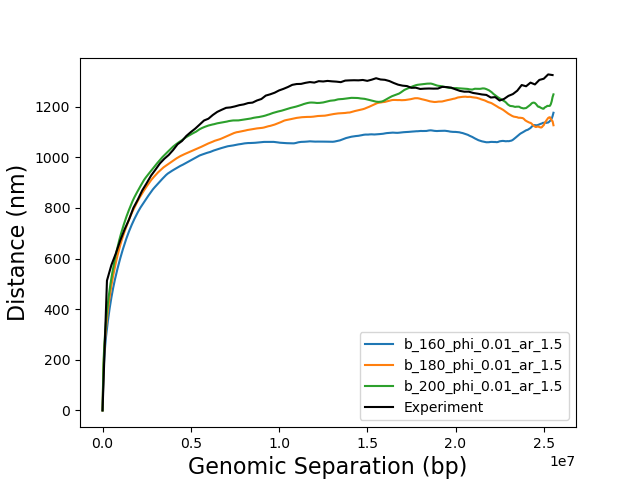 1200
1000
800
600
400
200
0
Distance (nm)
b_160_phi_0.01_ar_1.5
b_180_phi_0.01_ar_1.5
b_200_phi_0.01_ar_1.5
Experiment
0.0 0.5 1.0 1.5 2.0 2.5
1e7
Genomic Separation (bp)